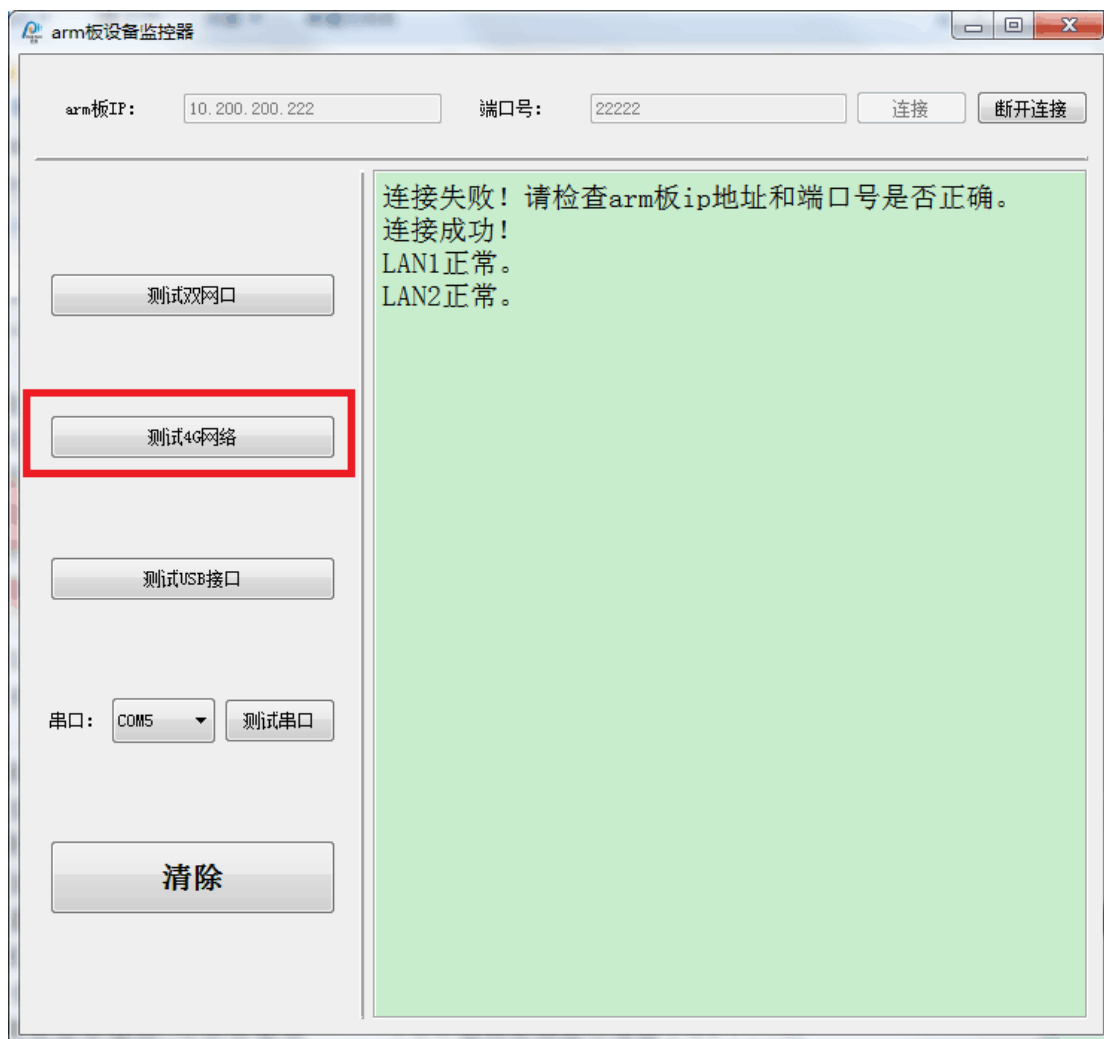 arm板设备监控器
arm板IP: 10.200.200.222 端口号: 22222 连接 断开连接
连接失败！请检查arm板ip地址和端口号是否正确。
连接成功！
LAN1正常。
LAN2正常。
测试双网口
测试4G网络
测试USB接口
串口: COM5 测试串口
清除